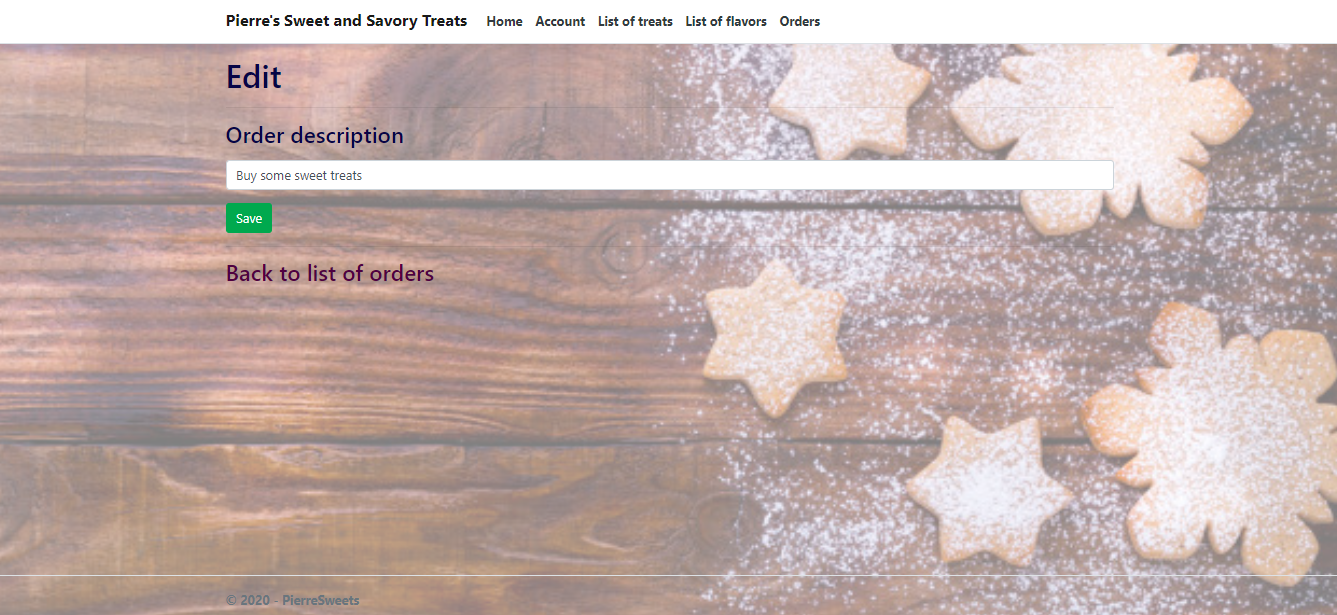 Pierre's Sweet and Savory Treats Home Account List of treats List of flavors Orders
Edit
Order description
Buy some sweet treats
Save
Back to list of orders
© 2020 - PierreSweets